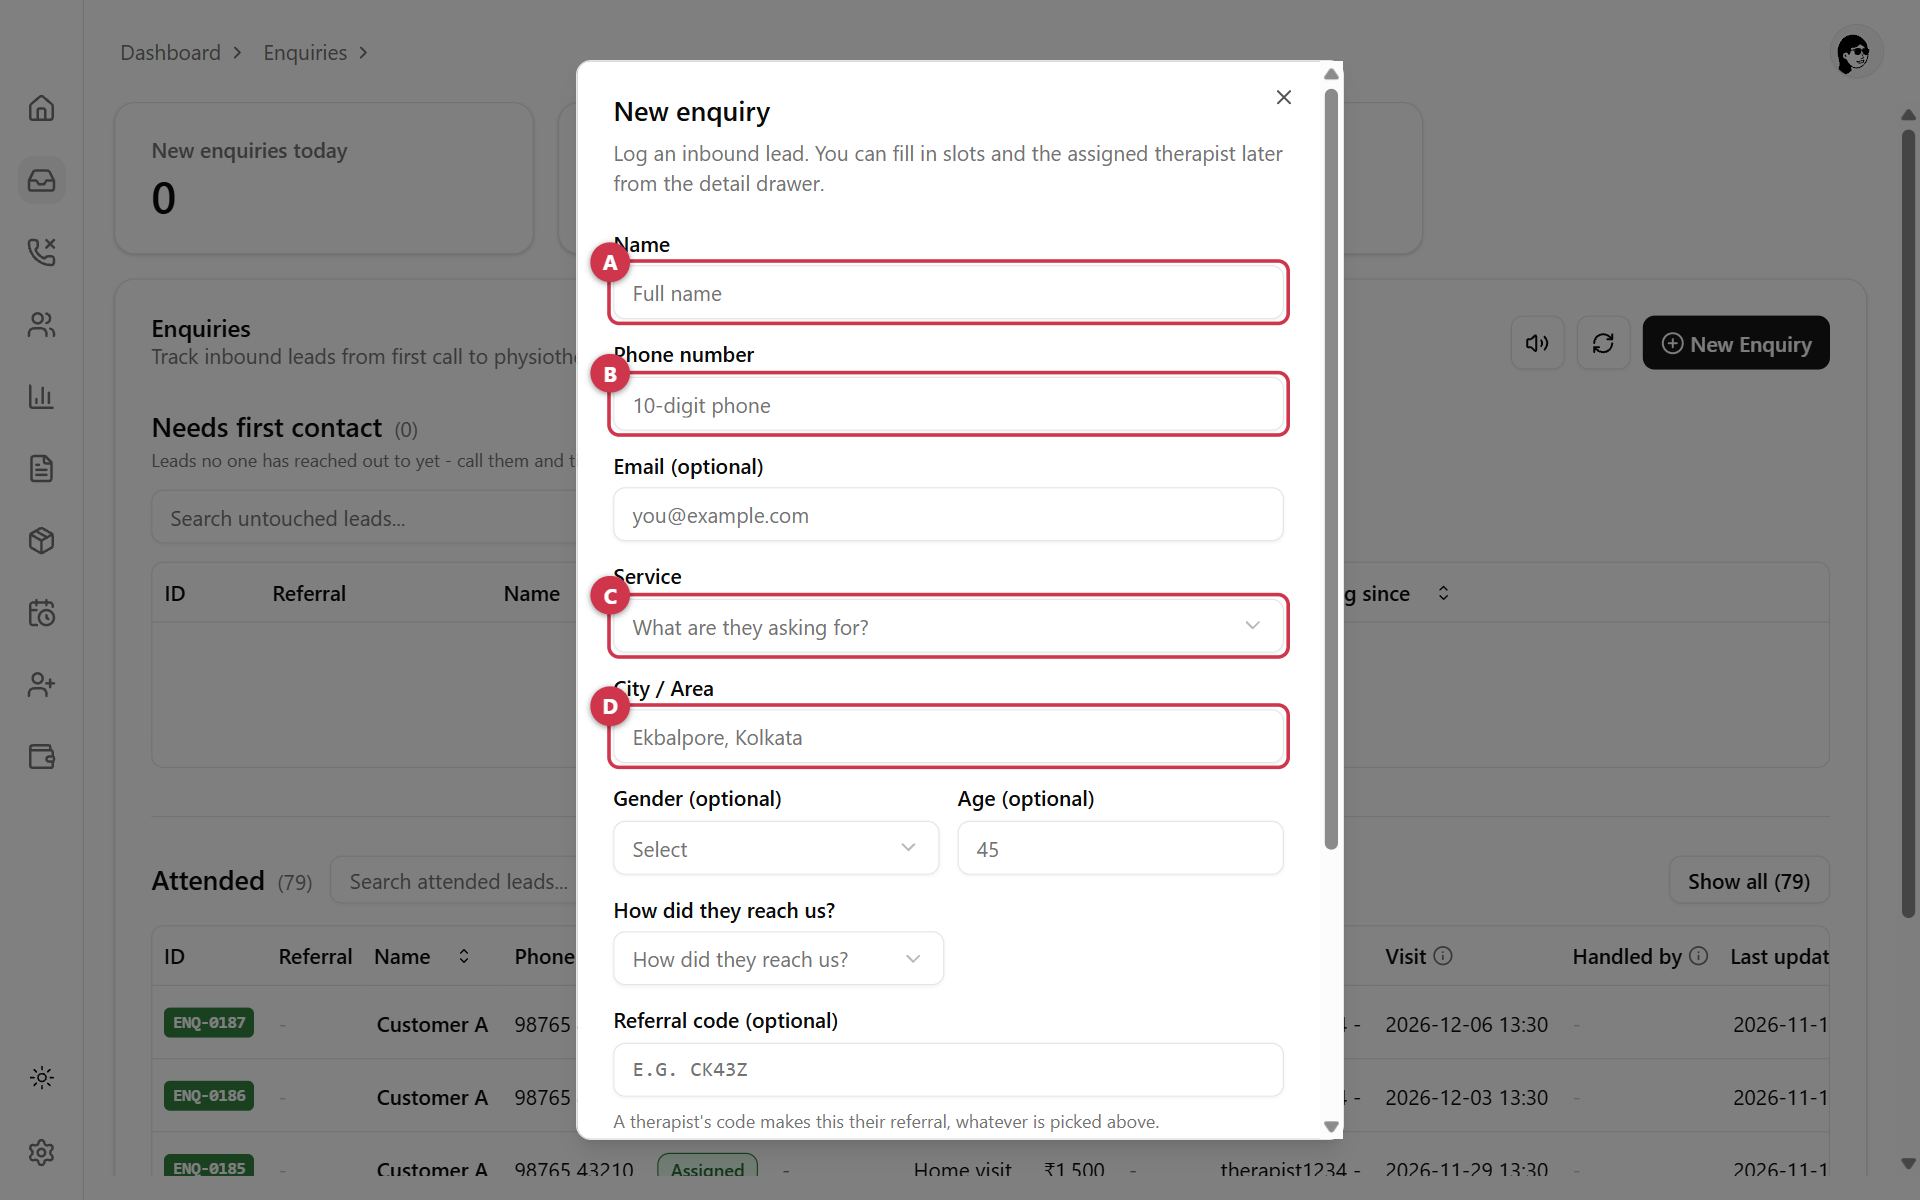 Dashboard
Enquiries
New enquiries today
0
Enquiries
Track inbound leads from first call to
New Enquiry
Needs first contact (0)
Leads no one has reached out to yet - call them and
Search untouched leads...
ID
Referral
Name
since
Attended (79)
Search attended leads...
Show all (79)
ID
Referral
Name
Phone
Visit
Handled by
Last updat
ENQ-0187
-
Customer A
98765
-
2026-12-06 13:30
-
2026-11-1
ENQ-0186
-
Customer A
98765
-
2026-12-03 13:30
-
2026-11-1
ENQ-0185
-
Customer A
98765 43210
Assigned
-
Home visit
₹1,500
-
therapist1234 -
2026-11-29 13:30
-
2026-11-1
New enquiry
Log an inbound lead. You can fill in slots and the assigned therapist later
from the detail drawer.
Name
A
Full name
Phone number
B
10-digit phone
Email (optional)
you@example.com
Service
C
What are they asking for?
City / Area
D
Ekbalpore, Kolkata
Gender (optional)
Age (optional)
Select
45
How did they reach us?
How did they reach us?
Referral code (optional)
E.G. CK43Z
A therapist's code makes this their referral, whatever is picked above.